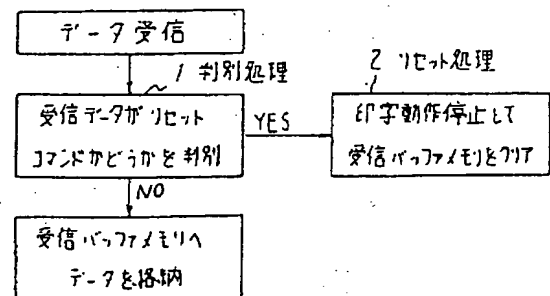 データ受信
1 判別処理
2 リセット処理
受信データがリセット
コマンドかどうかを判別
YES
印字動作停止して
受信バッファメモリをクリア
NO
受信バッファメモリへ
データを格納